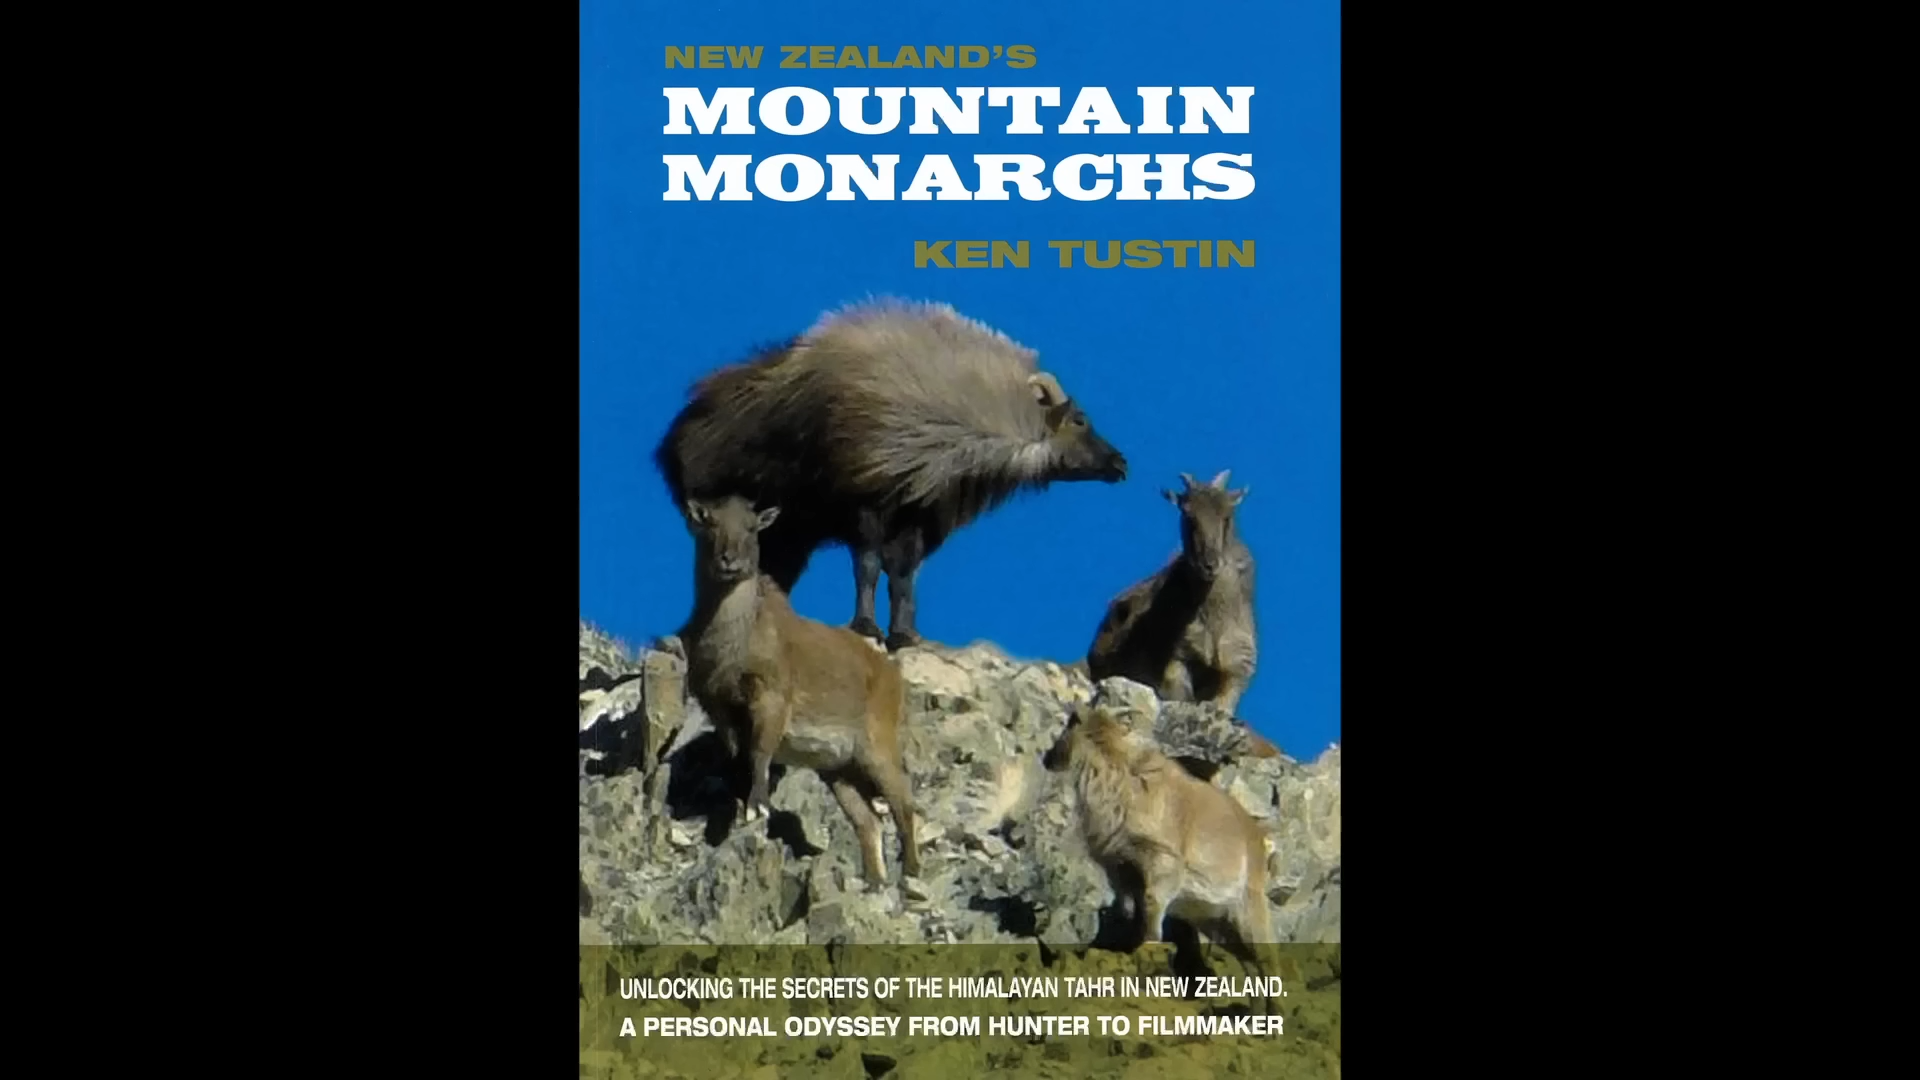 NEW ZEALAND'S
MOUNTAIN
MONARCHS
KEN TUSTIN
UNLOCKING THE SECRETS OF THE HIMALAYAN TAHR IN NEW ZEALAND.
A PERSONAL ODYSSEY FROM HUNTER TO FILMMAKER